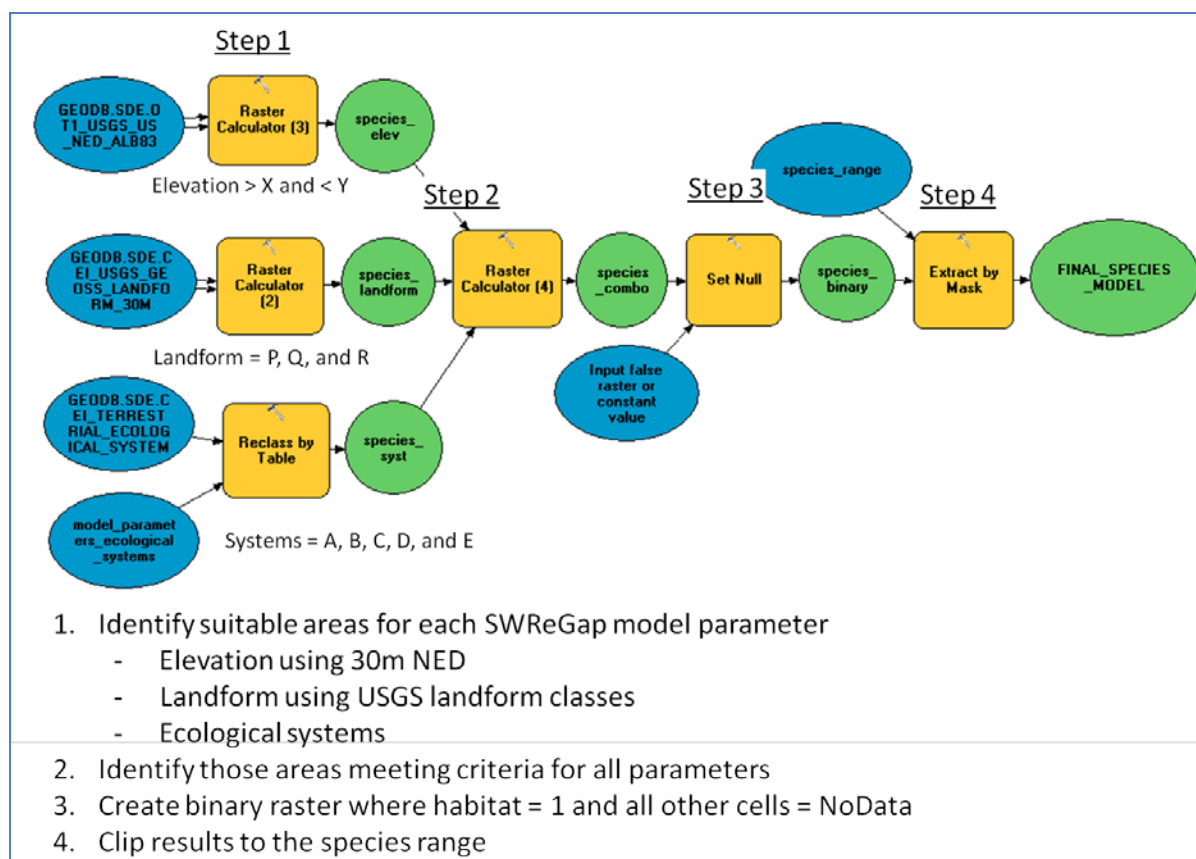 Step 1
GEODB.SDE.O
T1_USGS_US
_NED_ALB83
Raster
Calculator (3)
species_
elev
Elevation > X and < Y
Step 2
Step 3
species_range
Step 4
GEODB.SDE.C
EI_USGS_GE
OSS_LANDFO
RM_30M
Raster
Calculator
(2)
species_
landform
Raster
Calculator (4)
species
_combo
Set Null
species_
binary
Extract by
Mask
FINAL_SPECIES
_MODEL
Landform = P, Q, and R
Input false
raster or
constant
value
GEODB.SDE.C
EI_TERREST
RIAL_ECOLOG
ICAL_SYSTEM
Reclass by
Table
species_
syst
model_paramet
ers_ecological
_systems
Systems = A, B, C, D, and E
1. Identify suitable areas for each SWReGap model parameter
- Elevation using 30m NED
- Landform using USGS landform classes
- Ecological systems
2. Identify those areas meeting criteria for all parameters
3. Create binary raster where habitat = 1 and all other cells = NoData
4. Clip results to the species range